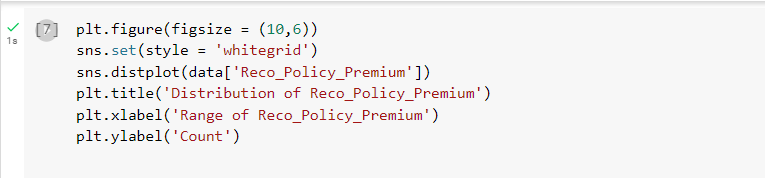 [7] plt.figure(figsize = (10,6))
1s sns.set(style = 'whitegrid')
sns.distplot(data['Reco_Policy_Premium'])
plt.title('Distribution of Reco_Policy_Premium')
plt.xlabel('Range of Reco_Policy_Premium')
plt.ylabel('Count')